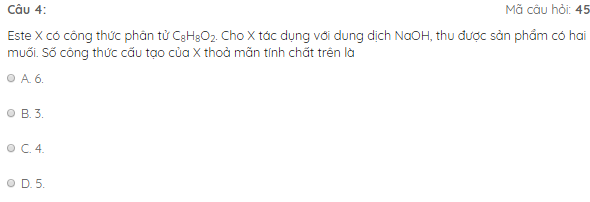 Câu 4:
Mã câu hỏi: 45
Este X có công thức phân tử C₈H₈O₂. Cho X tác dụng với dung dịch NaOH, thu được sản phẩm có hai
muối. Số công thức cấu tạo của X thoả mãn tính chất trên là
A. 6.
B. 3.
C. 4.
D. 5.